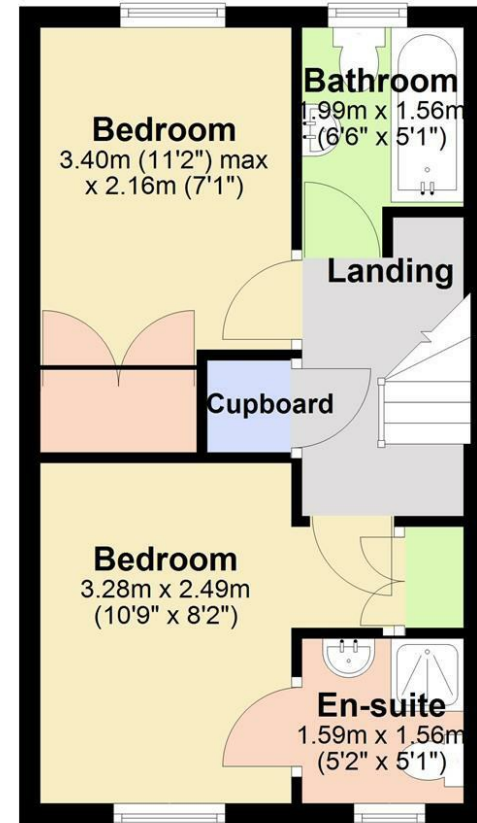 Bedroom
3.40m (11'2") max
x 2.16m (7'1")
Bathroom
1.99m x 1.56m
(6'6" x 5'1")
Landing
Cupboard
Bedroom
3.28m x 2.49m
(10'9" x 8'2")
En-suite
1.59m x 1.56m
(5'2" x 5'1")